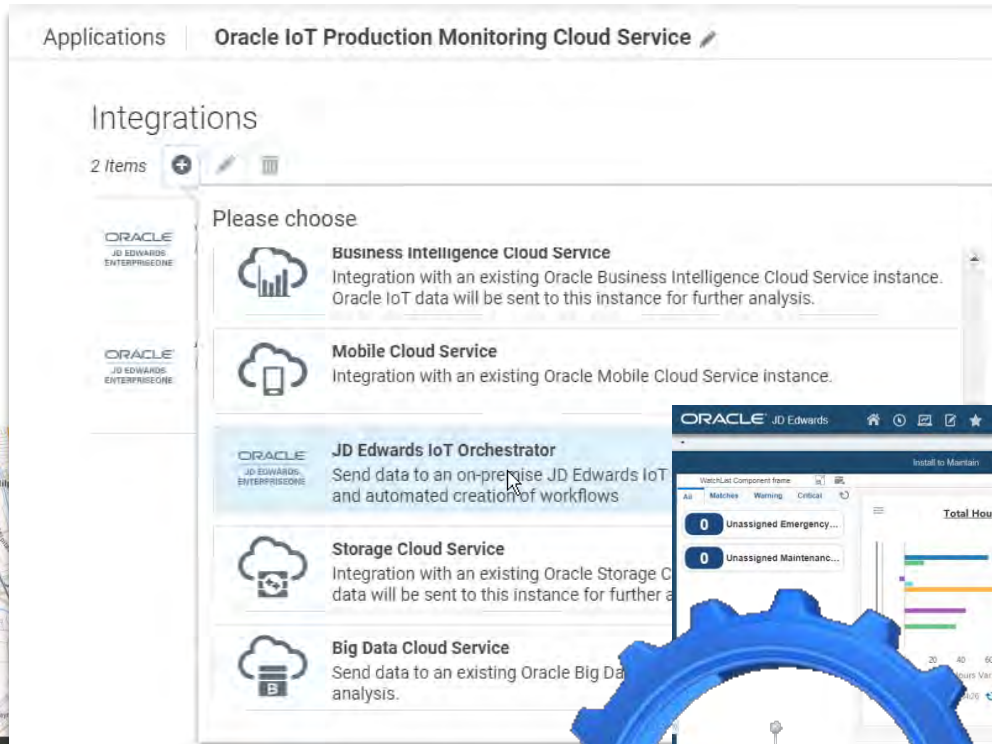 Applications
Oracle IoT Production Monitoring Cloud Service
Integrations
2 Items
ORACLE
JD EDWARDS
ENTERPRISEONE
ORACLE
JD EDWARDS
ENTERPRISEONE
Please choose
Business Intelligence Cloud Service
Integration with an existing Oracle Business Intelligence Cloud Service instance.
Oracle IoT data will be sent to this instance for further analysis.
Mobile Cloud Service
Integration with an existing Oracle Mobile Cloud Service instance.
ORACLE
JD EDWARDS
ENTERPRISEONE
JD Edwards IoT Orchestrator
Send data to an on-premise JD Edwards IoT
and automated creation of workflows
Storage Cloud Service
Integration with an existing Oracle Storage C
data will be sent to this instance for further a
B
Big Data Cloud Service
Send data to an existing Oracle Big Da
analysis.
ORACLE JD Edwards
Install to Maintain
WatchList Component frame
All Matches Warning Critical
0 Unassigned Emergency...
0 Unassigned Maintenanc...
Total Hou
20 40 60
Hours Var